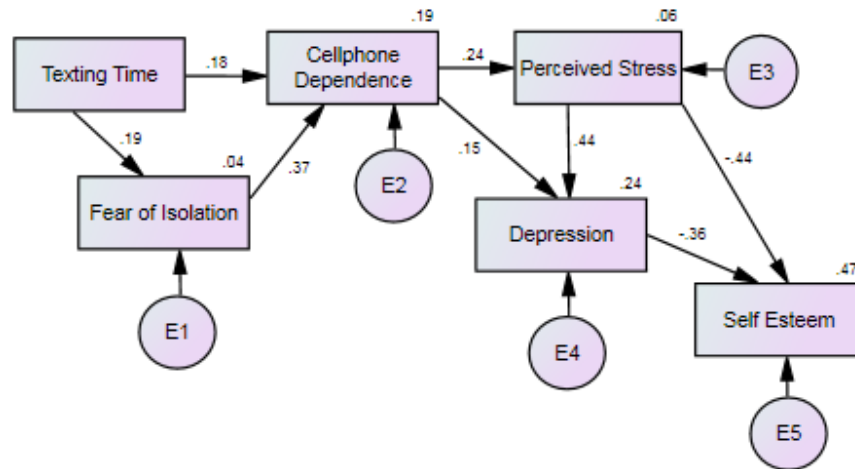 .19
.06
Texting Time
.18
Cellphone
Dependence
.24
Perceived Stress
E3
.19
.04
.37
E2
.15
.44
-.44
Fear of Isolation
.24
Depression
-.36
.47
E1
E4
Self Esteem
E5